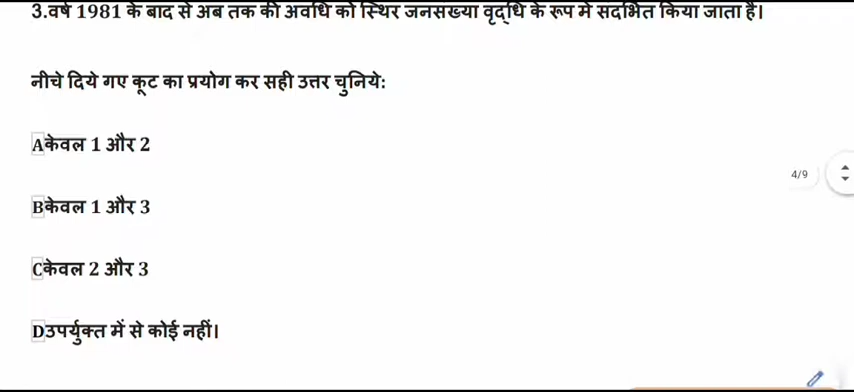 3.वर्ष 1981 के बाद से अब तक की अवधि को स्थिर जनसंख्या वृद्धि के रूप में संदर्भित किया जाता है।
नीचे दिये गए कूट का प्रयोग कर सही उत्तर चुनिये:
Aकेवल 1 और 2
4/9
Bकेवल 1 और 3
Cकेवल 2 और 3
Dउपर्युक्त में से कोई नहीं।